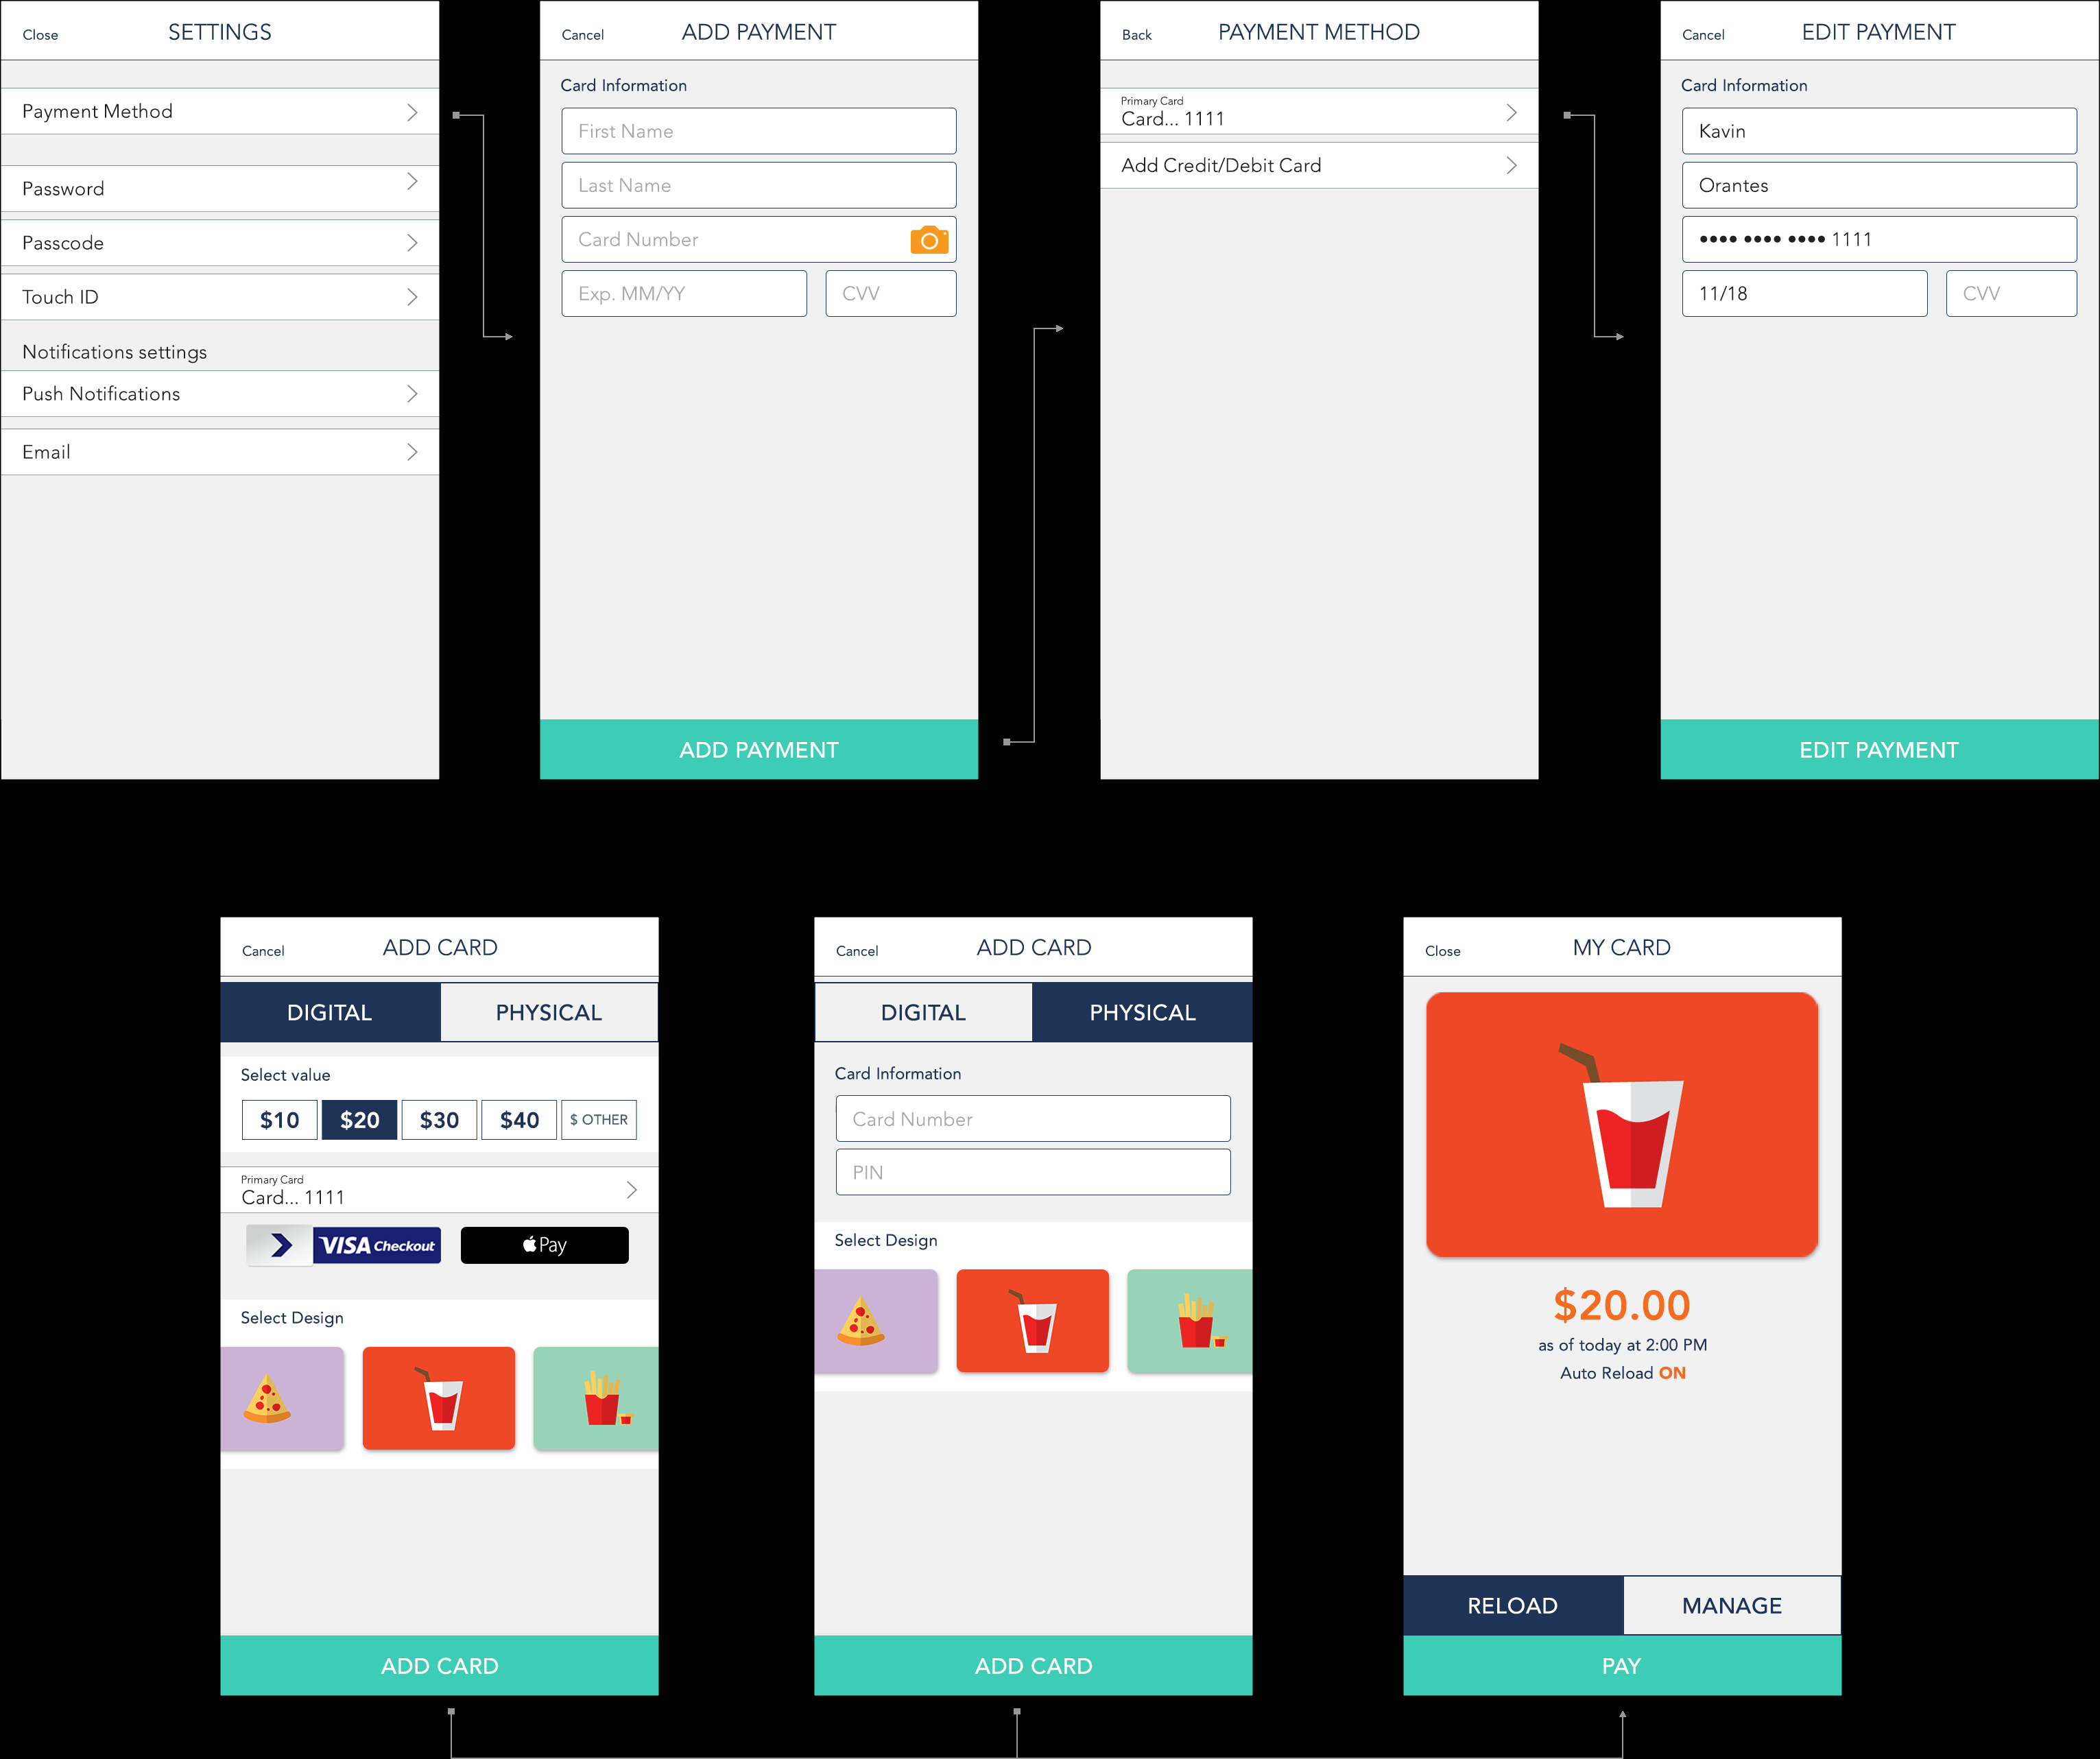 Close
SETTINGS
Payment Method
Password
Passcode
Touch ID
Notifications settings
Push Notifications
Email
Cancel
ADD PAYMENT
Card Information
First Name
Last Name
Card Number
Exp. MM/YY
CVV
ADD PAYMENT
Back
PAYMENT METHOD
Primary Card
Card... 1111
Add Credit/Debit Card
Cancel
EDIT PAYMENT
Card Information
Kavin
Orantes
•••• •••• •••• 1111
11/18
CVV
EDIT PAYMENT
Cancel
ADD CARD
DIGITAL
PHYSICAL
Select value
$10
$20
$30
$40
$ OTHER
Primary Card
Card... 1111
VISA Checkout
Pay
Select Design
ADD CARD
Cancel
ADD CARD
DIGITAL
PHYSICAL
Card Information
Card Number
PIN
Select Design
ADD CARD
Close
MY CARD
$20.00
as of today at 2:00 PM
Auto Reload ON
RELOAD
MANAGE
PAY